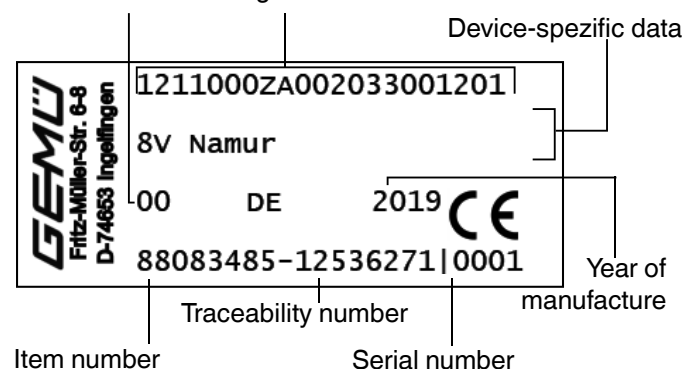 Device-spezific data
1211000ZA002033001201
8V Namur
00 DE 2019 CE
88083485-12536271|0001
GEMÜ
Fritz-Müller-Str. 6-8
D-74653 Ingelfingen
Year of
manufacture
Traceability number
Item number
Serial number